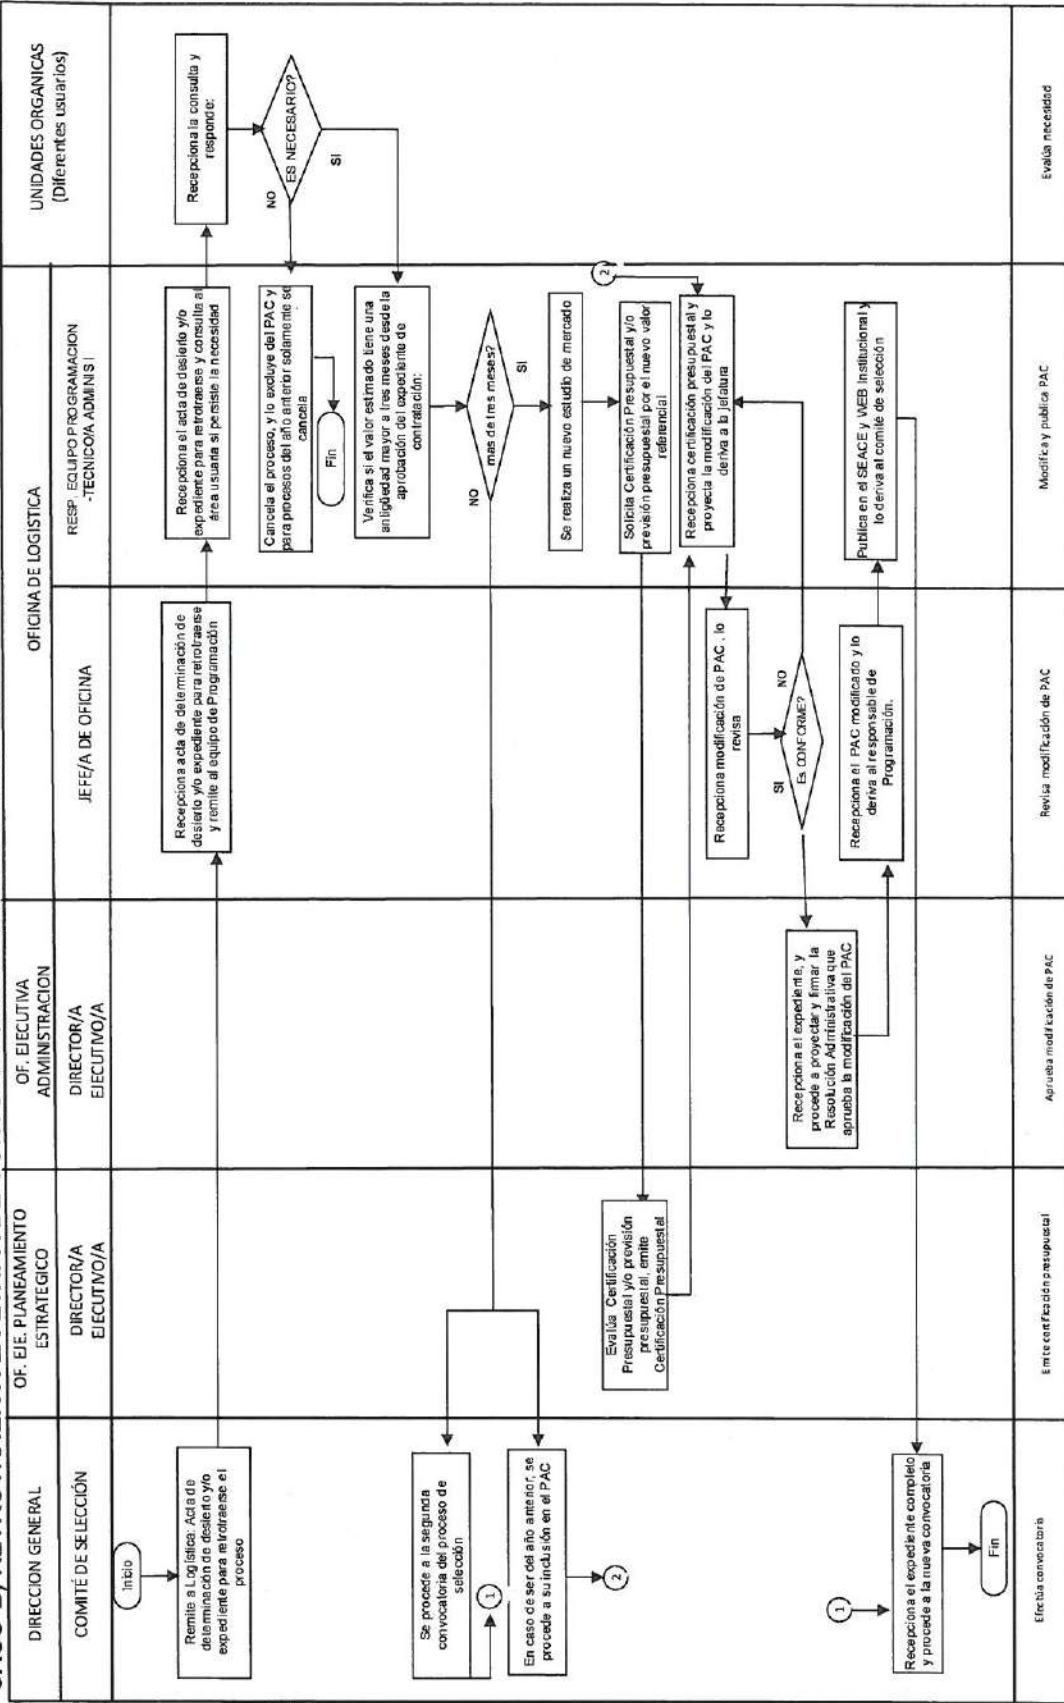 DIRECCION GENERAL
OF. EJE. PLANEAMIENTO
ESTRATEGICO
OF. EJECUTIVA
ADMINISTRACION
OFICINA DE LOGISTICA
UNIDADES ORGANICAS
(Diferentes usuarios)
COMITÉ DE SELECCIÓN
DIRECTOR/A
EJECUTIVO/A
DIRECTOR/A
EJECUTIVO/A
JEFE/A DE OFICINA
RESP. EQUIPO PROGRAMACION
-TECNICO/A ADMINIST
Inicio
Remite a Logística: Acta de
determinación de desierto y/o
expediente para retrotraerse el
proceso
Recepciona acta de determinación de
desierto y/o expediente para retrotraerse
y remite al equipo de Programación
Recepciona el acta de desierto y/o
expediente para retrotraerse y consulta al
área usuaria si persiste la necesidad
Recepciona la consulta y
responde:
ES NECESARIO?
NO
SI
Cancela el proceso, y lo excluye del PAC y
para procesos del año anterior solamente se
cancela
Fin
Verifica si el valor estimado tiene una
antigüedad mayor a tres meses desde la
aprobación del expediente de
contratación:
mas de tres meses?
NO
SI
Se procede a la segunda
convocatoria del proceso de
selección
1
En caso de ser del año anterior, se
procede a su inclusión en el PAC
2
Se realiza un nuevo estudio de mercado
Solicita Certificación Presupuestal y/o
previsión presupuestal por el nuevo valor
referencial
Evalúa Certificación
Presupuestal y/o previsión
presupuestal, emite
Certificación Presupuestal
2
Recepciona certificación presupuestal y
proyecta la modificación del PAC y lo
deriva a la jefatura
Recepciona modificación de PAC , lo
revisa
Es CONFORME?
SI
NO
Recepciona el expediente, y
procede a proyectar y firmar la
Resolución Administrativa que
aprueba la modificación del PAC
Recepciona el PAC modificado y lo
deriva al responsable de
Programación.
Publica en el SEACE y WEB Institucional y
lo deriva al comite de selección
1
Recepciona el expediente completo
y procede a la nueva convocatoria
Fin
Efectúa convocatoria
Emite certificación presupuestal
Aprueba modificación de PAC
Revisa modificación de PAC
Modifica y publica PAC
Evalúa necesidad